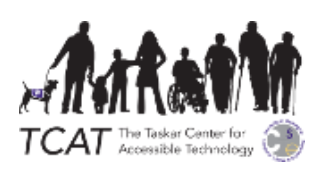 TCAT The Taskar Center for
Accessible Technology